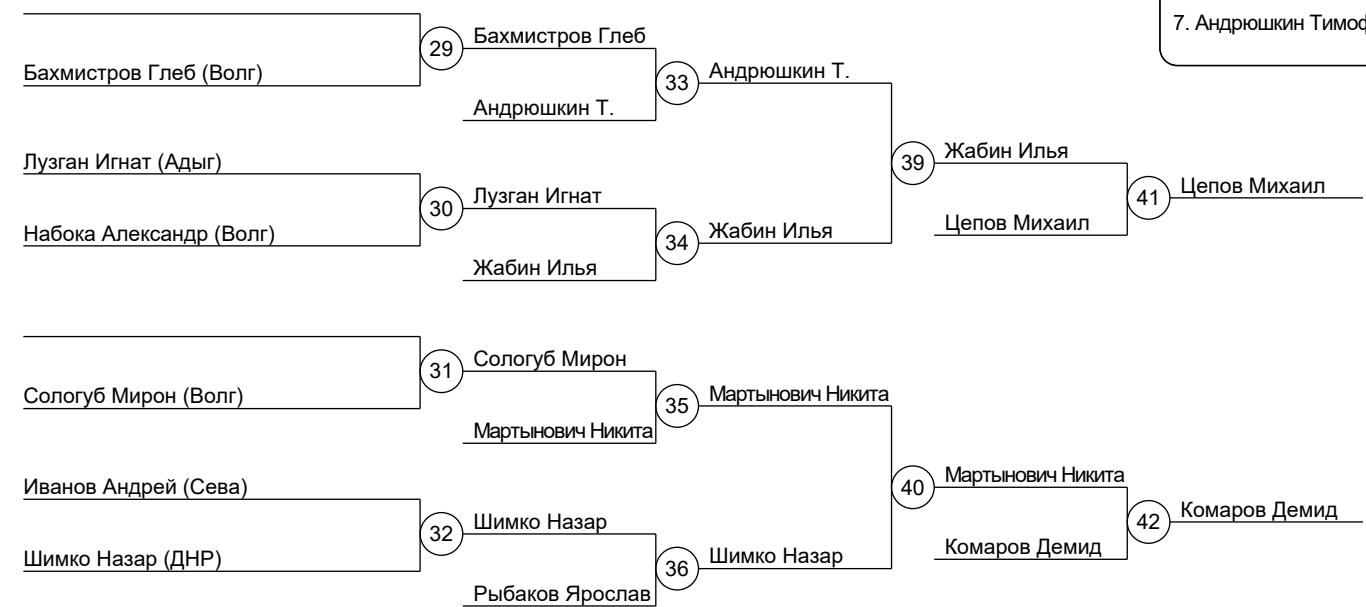 7. Андрюшкин Тимоф
29
Бахмистров Глеб
Бахмистров Глеб (Волг)
33
Андрюшкин Т.
Андрюшкин Т.
Лузган Игнат (Адыг)
39
Жабин Илья
30
Лузган Игнат
41
Цепов Михаил
Набока Александр (Волг)
34
Жабин Илья
Цепов Михаил
Жабин Илья
31
Сологуб Мирон
Сологуб Мирон (Волг)
35
Мартынович Никита
Мартынович Никита
Иванов Андрей (Сева)
40
Мартынович Никита
32
Шимко Назар
42
Комаров Демид
Шимко Назар (ДНР)
36
Шимко Назар
Комаров Демид
Рыбаков Ярослав